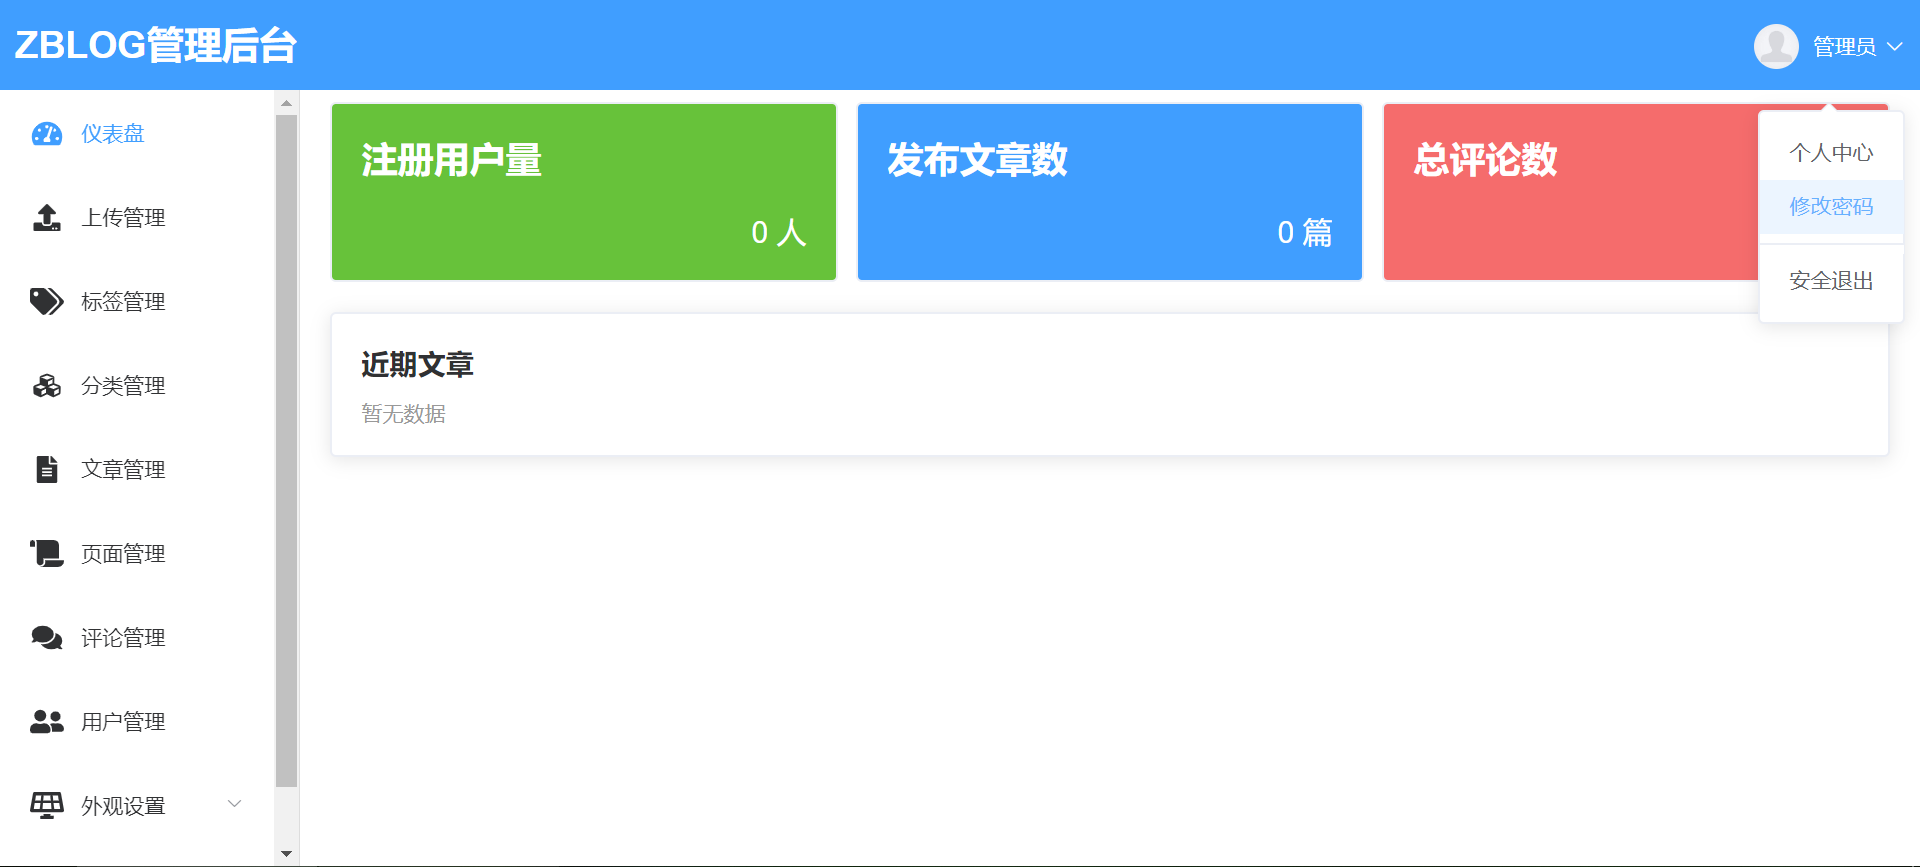 ZBLOG管理后台
管理员
仪表盘
上传管理
标签管理
分类管理
文章管理
页面管理
评论管理
用户管理
外观设置
注册用户量
0 人
发布文章数
0 篇
总评论数
个人中心
修改密码
安全退出
近期文章
暂无数据